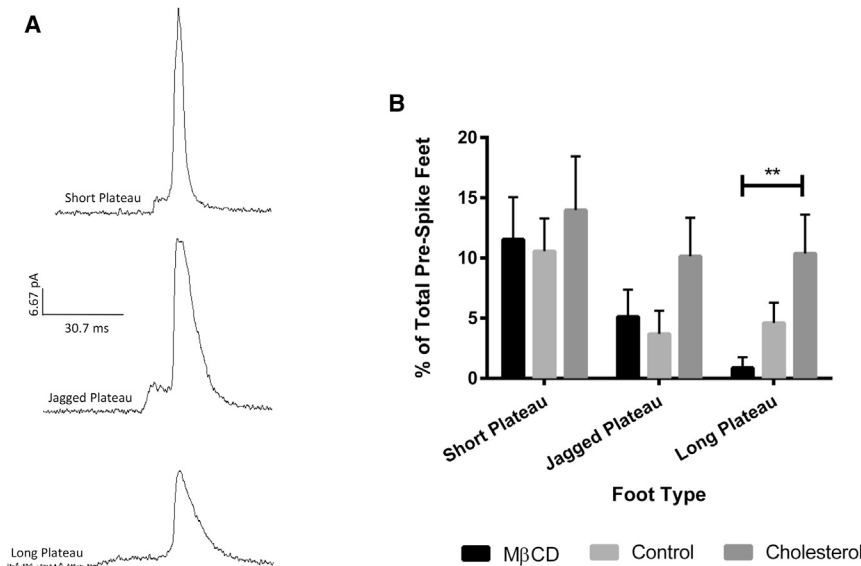 A
Short Plateau
6.67 pA
30.7 ms
Jagged Plateau
Long Plateau
B
% of Total Pre-Spike Feet
20
15
10
5
0
**
Short Plateau
Jagged Plateau
Long Plateau
Foot Type
MβCD
Control
Cholesterol